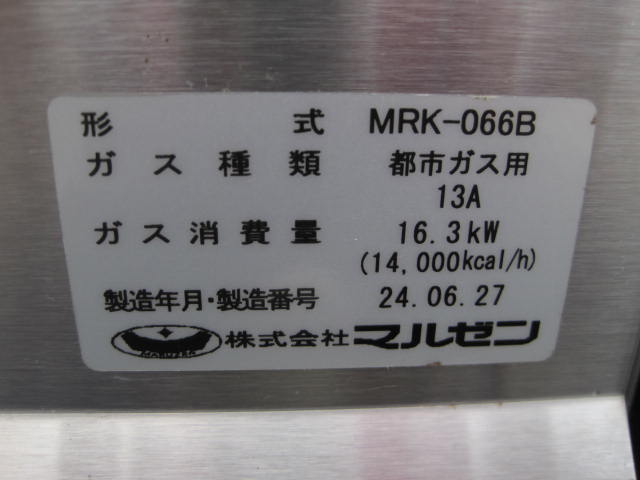 形式 MRK-066B
ガス種類 都市ガス用
13A
ガス消費量 16.3kW
(14,000kcal/h)
製造年月・製造番号 24.06.27
MARUZEN 株式会社マルゼン